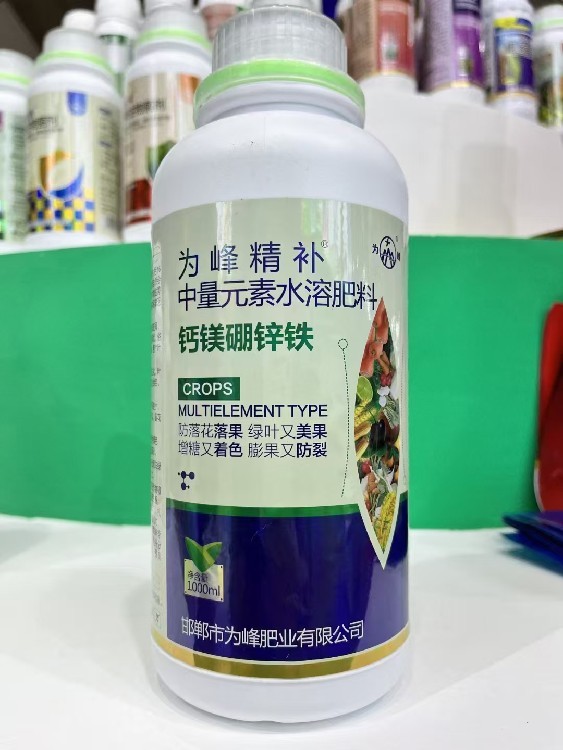 为峰精补®
中量元素水溶肥料
钙镁硼锌铁
CROPS
MULTIELEMENT TYPE
防落花落果 绿叶又美果
增糖又着色 膨果又防裂
净含量
1000ml
邯郸市为峰肥业有限公司